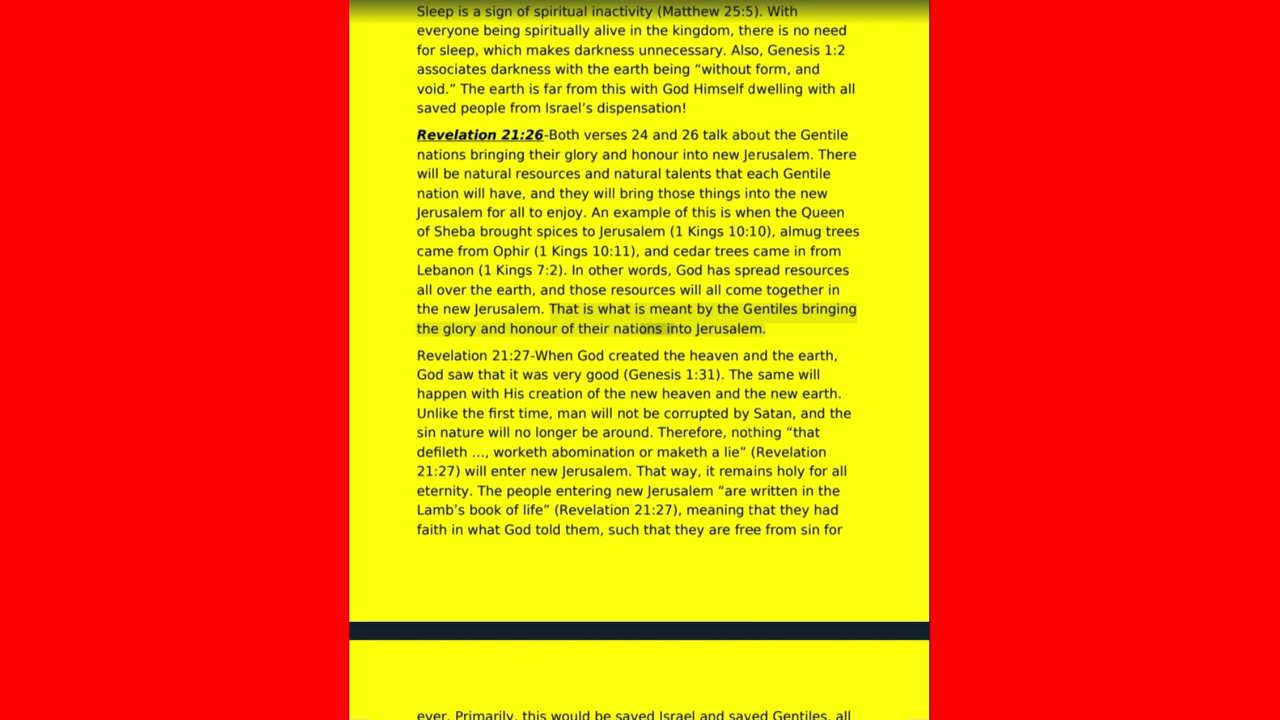 Sleep is a sign of spiritual inactivity (Matthew 25:5). With
everyone being spiritually alive in the kingdom, there is no need
for sleep, which makes darkness unnecessary. Also, Genesis 1:2
associates darkness with the earth being “without form, and
void.” The earth is far from this with God Himself dwelling with all
saved people from Israel’s dispensation!
Revelation 21:26-Both verses 24 and 26 talk about the Gentile
nations bringing their glory and honour into new Jerusalem. There
will be natural resources and natural talents that each Gentile
nation will have, and they will bring those things into the new
Jerusalem for all to enjoy. An example of this is when the Queen
of Sheba brought spices to Jerusalem (1 Kings 10:10), almug trees
came from Ophir (1 Kings 10:11), and cedar trees came in from
Lebanon (1 Kings 7:2). In other words, God has spread resources
all over the earth, and those resources will all come together in
the new Jerusalem. That is what is meant by the Gentiles bringing
the glory and honour of their nations into Jerusalem.
Revelation 21:27-When God created the heaven and the earth,
God saw that it was very good (Genesis 1:31). The same will
happen with His creation of the new heaven and the new earth.
Unlike the first time, man will not be corrupted by Satan, and the
sin nature will no longer be around. Therefore, nothing “that
defileth ..., worketh abomination or maketh a lie” (Revelation
21:27) will enter new Jerusalem. That way, it remains holy for all
eternity. The people entering new Jerusalem “are written in the
Lamb’s book of life” (Revelation 21:27), meaning that they had
faith in what God told them, such that they are free from sin for
ever. Primarily, this would be saved Israel and saved Gentiles, all